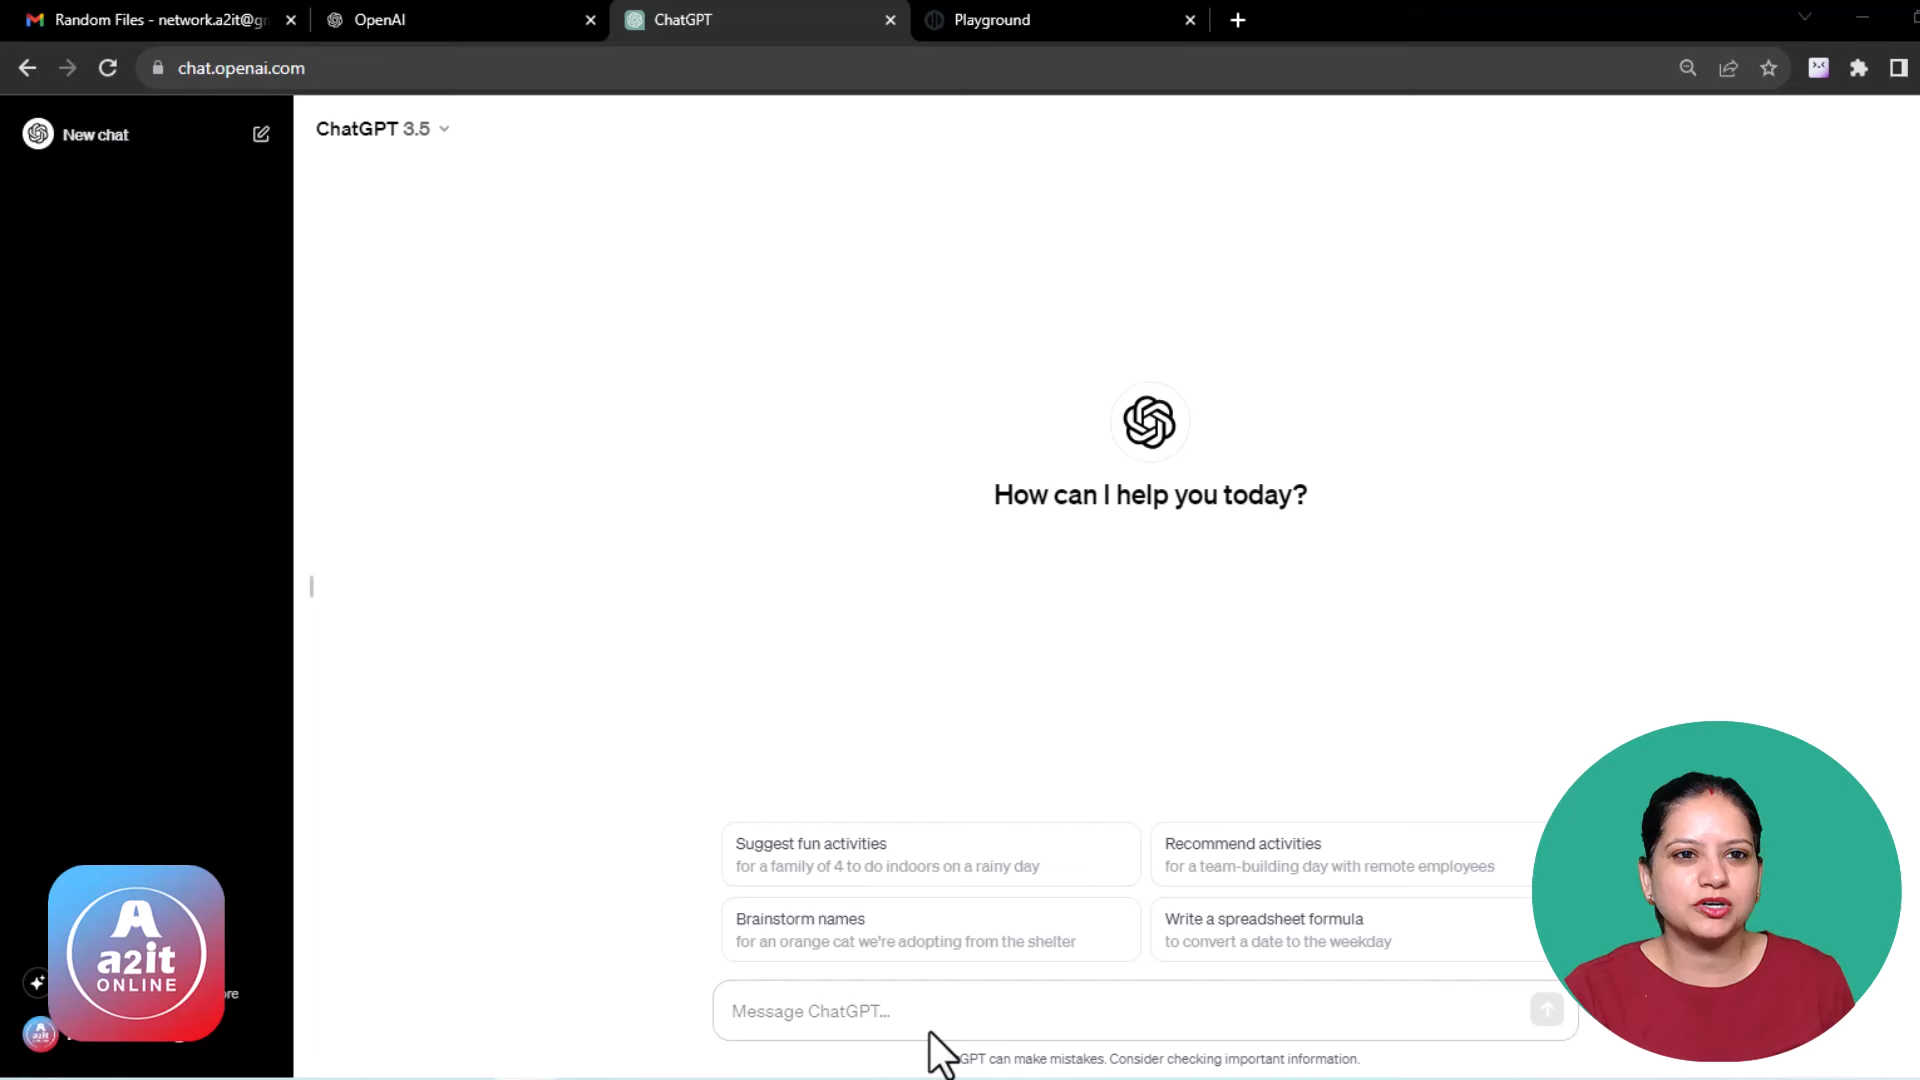 Random Files - network.a2it@gn
OpenAI
ChatGPT
Playground
chat.openai.com
New chat
ChatGPT 3.5
How can I help you today?
Suggest fun activities
for a family of 4 to do indoors on a rainy day
Recommend activities
for a team-building day with remote employees
Brainstorm names
for an orange cat we're adopting from the shelter
Write a spreadsheet formula
to convert a date to the weekday
Message ChatGPT...
GPT can make mistakes. Consider checking important information.
A
a2it
ONLINE
ore